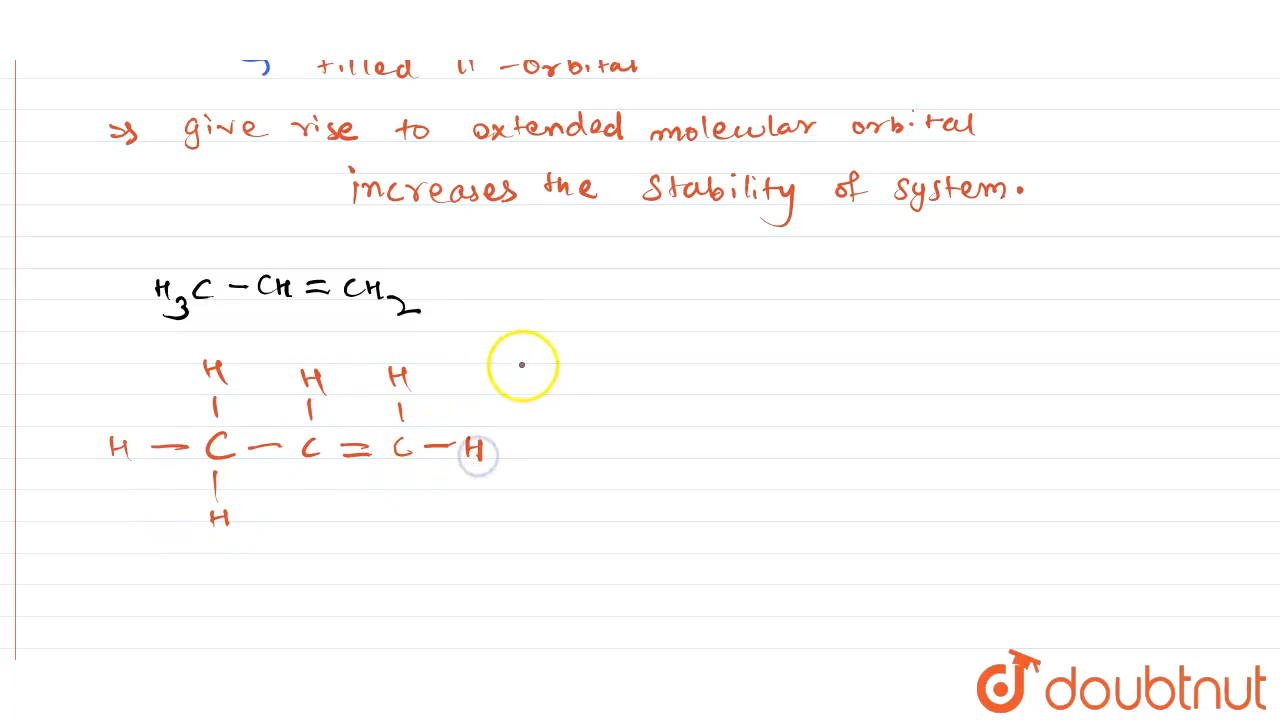 filled π-orbital
⇒ give rise to extended molecular orbital
increases the stability of system.
H₃C – CH = CH₂
H H H
H – C – C = C – H
H
doubtnut